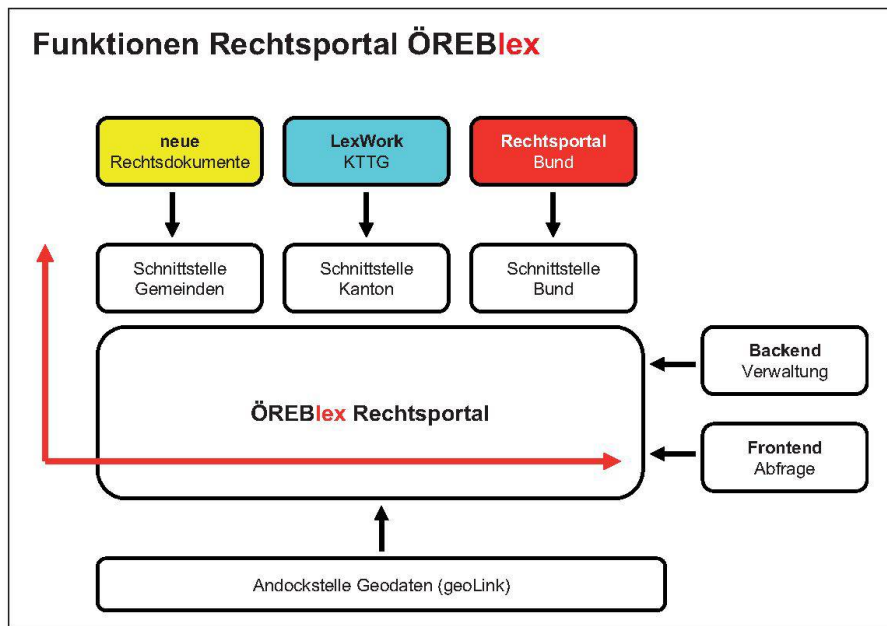 Funktionen Rechtsportal ÖREBlex
neue
Rechtsdokumente
LexWork
KTTG
Rechtsportal
Bund
Schnittstelle
Gemeinden
Schnittstelle
Kanton
Schnittstelle
Bund
Backend
Verwaltung
ÖREBlex Rechtsportal
Frontend
Abfrage
Andockstelle Geodaten (geoLink)